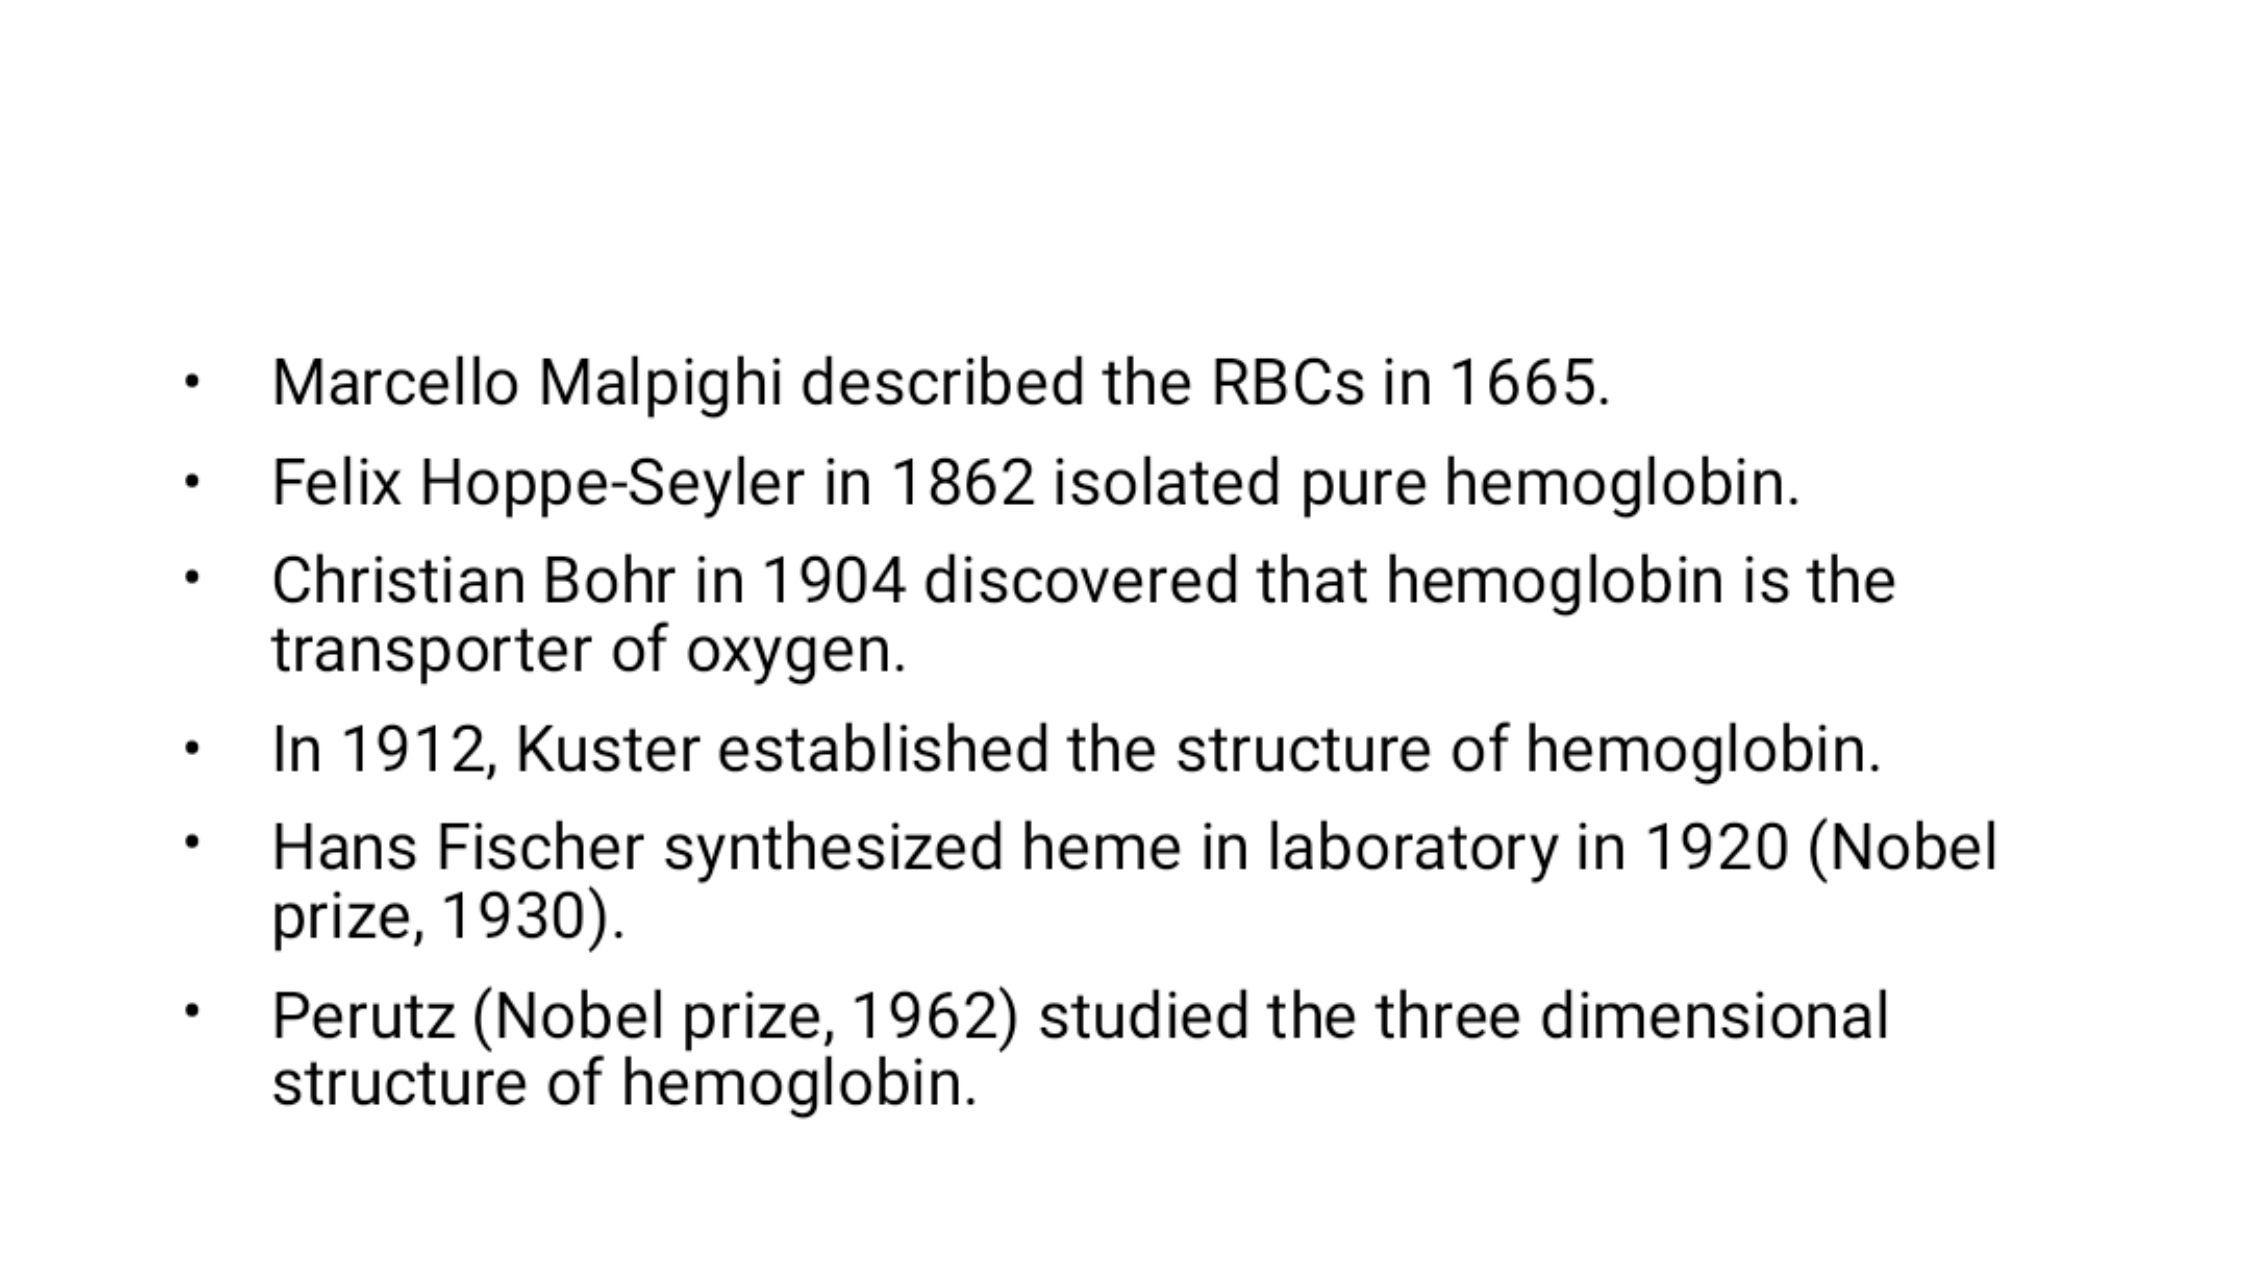 • Marcello Malpighi described the RBCs in 1665.
• Felix Hoppe-Seyler in 1862 isolated pure hemoglobin.
• Christian Bohr in 1904 discovered that hemoglobin is the
transporter of oxygen.
• In 1912, Kuster established the structure of hemoglobin.
• Hans Fischer synthesized heme in laboratory in 1920 (Nobel
prize, 1930).
• Perutz (Nobel prize, 1962) studied the three dimensional
structure of hemoglobin.